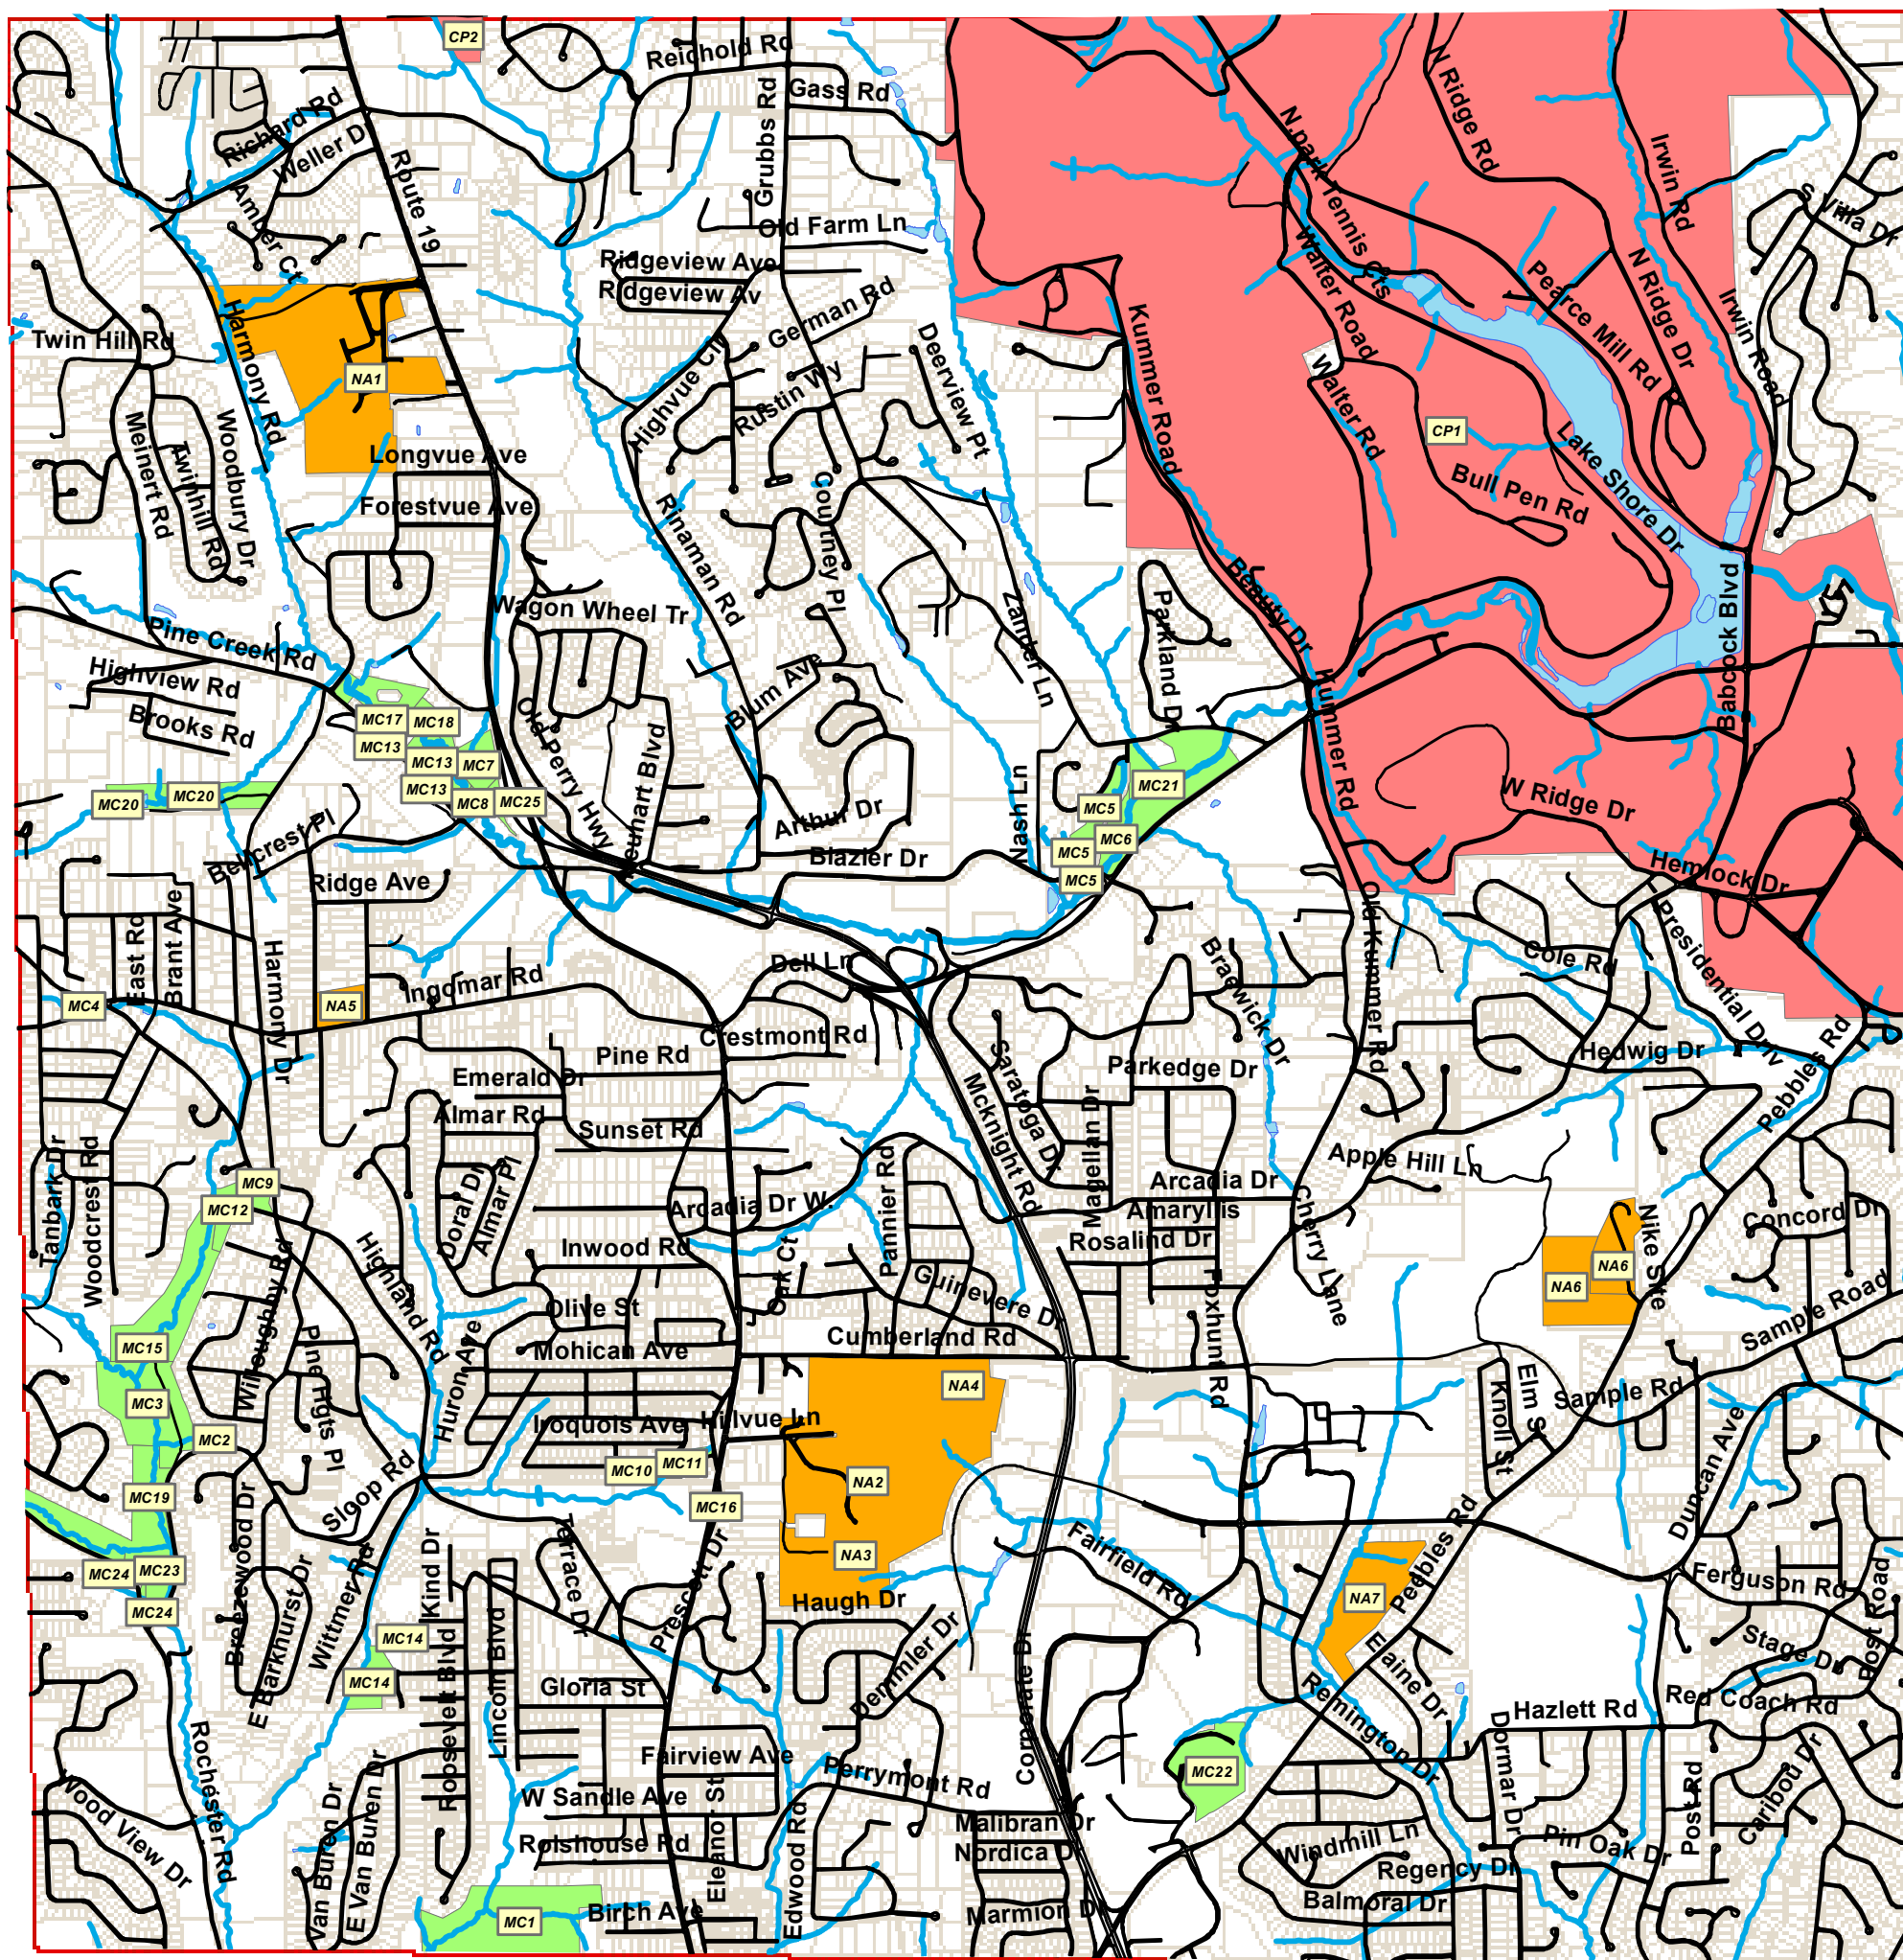 CP2
Reichold Rd
Gass Rd
Grubbs Rd
Richard Rd
Weller Dr
Route 19
Amber Ct
Old Farm Ln
Ridgeview Ave
Ridgeview Av
German Rd
N Ridge Rd
N park Tennis Cts
Irwin Rd
S Villa Dr
Walter Road
Pearce Mill Rd
N Ridge Dr
Irwin Road
Twin Hill Rd
Harmony Rd
NA1
Highvue Cir
Rustin Wy
Deerview Pt
Kummer Road
Walter Rd
CP1
Bull Pen Rd
Lake Shore Dr
Meinert Rd
Twinhill Rd
Woodbury Dr
Longvue Ave
Forestvue Ave
Rinaman Rd
Courtney Pl
Wagon Wheel Tr
Zander Ln
Parkland Dr
Beauty Dr
Babcock Blvd
Pine Creek Rd
Highview Rd
Brooks Rd
Blum Ave
Old Perry Hwy
Neuhart Blvd
Kummer Rd
MC17
MC18
MC13
MC13
MC7
MC13
MC8
MC25
MC20
MC20
Arthur Dr
Blazier Dr
Nash Ln
MC21
MC5
MC6
MC5
MC5
W Ridge Dr
Hemlock Dr
Bellcrest Pl
Ridge Ave
East Rd
Brant Ave
Harmony Dr
NA5
MC4
Ingomar Rd
Dell Ln
Crestmont Rd
Braewick Dr
Old Kummer Rd
Cole Rd
Presidential Driv
Pine Rd
Emerald Dr
Almar Rd
Sunset Rd
Saratoga Dr
Mcknight Rd
Parkedge Dr
Magellan Dr
Hedwig Dr
Pebbles Rd
Tanbark Dr
Woodcrest Rd
MC9
MC12
Doral Dr
Almar Pl
Arcadia Dr W.
Pannier Rd
Arcadia Dr
Amaryllis
Rosalind Dr
Apple Hill Ln
Cherry Lane
Concord Dr
Nike Site
NA6
NA6
Highland Rd
Inwood Rd
Oak Ct
Guinevere Dr
Foxhunt Rd
Willoughby Rd
Pine Hgts Pl
Huron Ave
Olive St
Mohican Ave
Cumberland Rd
Sample Road
MC15
MC3
MC2
NA4
Iroquois Ave
Hillvue Ln
Elm St
Knoll St
Sample Rd
Duncan Ave
MC10
MC11
NA2
MC16
MC19
Sloop Rd
Breezewood Dr
E Barkhurst Dr
Wittmer Rd
Kind Dr
Terrace Dr
Prescott Dr
NA3
Haugh Dr
Fairfield Rd
Peebles Rd
NA7
Ferguson Rd
Post Road
Stage Dr
MC24
MC23
MC24
MC14
MC14
Roosevelt Blvd
Lincoln Blvd
Gloria St
Demmler Dr
Corporate Dr
Elaine Dr
Remington Dr
Hazlett Rd
Red Coach Rd
Rochester Rd
Fairview Ave
W Sandle Ave
Rolshouse Rd
Eleanor St
Perrymont Rd
Edwood Rd
MC22
Dormar Dr
Post Rd
Caribou Dr
Wood View Dr
Van Buren Dr
E Van Buren Dr
Malibran Dr
Nordica Dr
Windmill Ln
Pin Oak Dr
Regency Dr
Balmoral Dr
MC1
Birch Ave
Marmion Dr